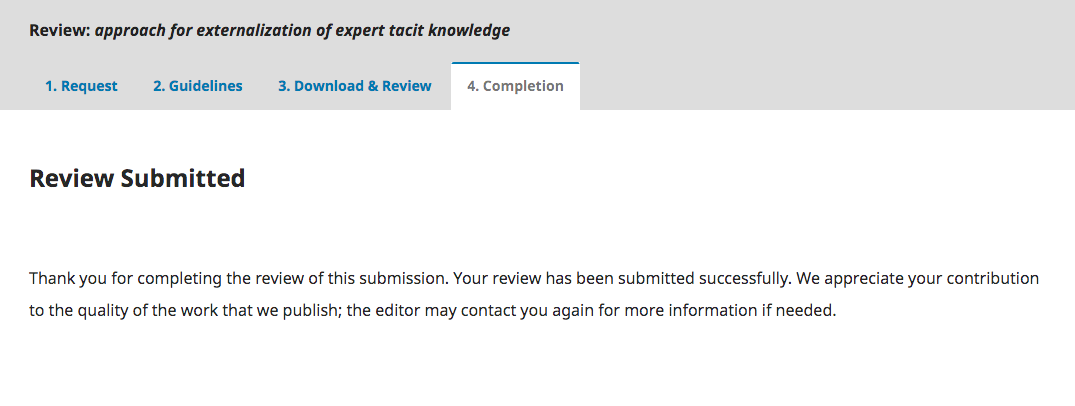 Review: approach for externalization of expert tacit knowledge
1. Request 2. Guidelines 3. Download & Review 4. Completion
Review Submitted
Thank you for completing the review of this submission. Your review has been submitted successfully. We appreciate your contribution
to the quality of the work that we publish; the editor may contact you again for more information if needed.